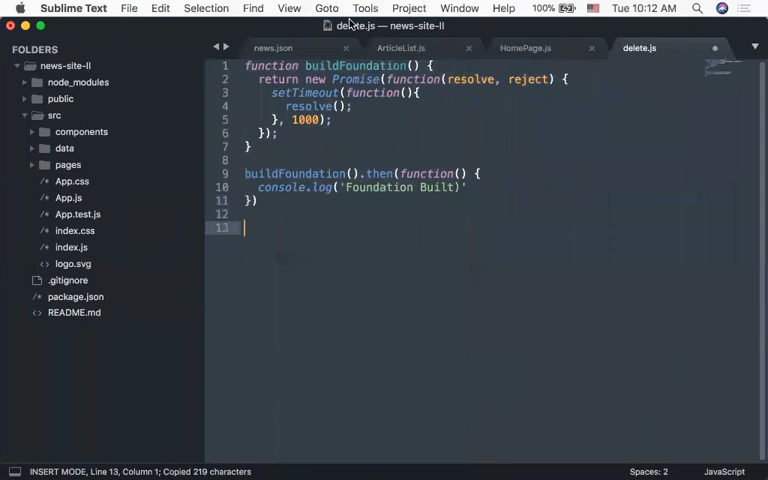 Sublime Text File Edit Selection Find View Goto Tools Project Window Help 100% Tue 10:12 AM
delete.js — news-site-II
FOLDERS
news-site-II
node_modules
public
src
components
data
pages
App.css
App.js
App.test.js
index.css
index.js
logo.svg
.gitignore
package.json
README.md
news.json ArticleList.js HomePage.js delete.js
1 function buildFoundation() {
2 return new Promise(function(resolve, reject) {
3 setTimeout(function(){
4 resolve();
5 }, 1000);
6 });
7 }
8
9 buildFoundation().then(function() {
10 console.log('Foundation Built)'
11 })
12
13
INSERT MODE, Line 13, Column 1; Copied 219 characters Spaces: 2 JavaScript